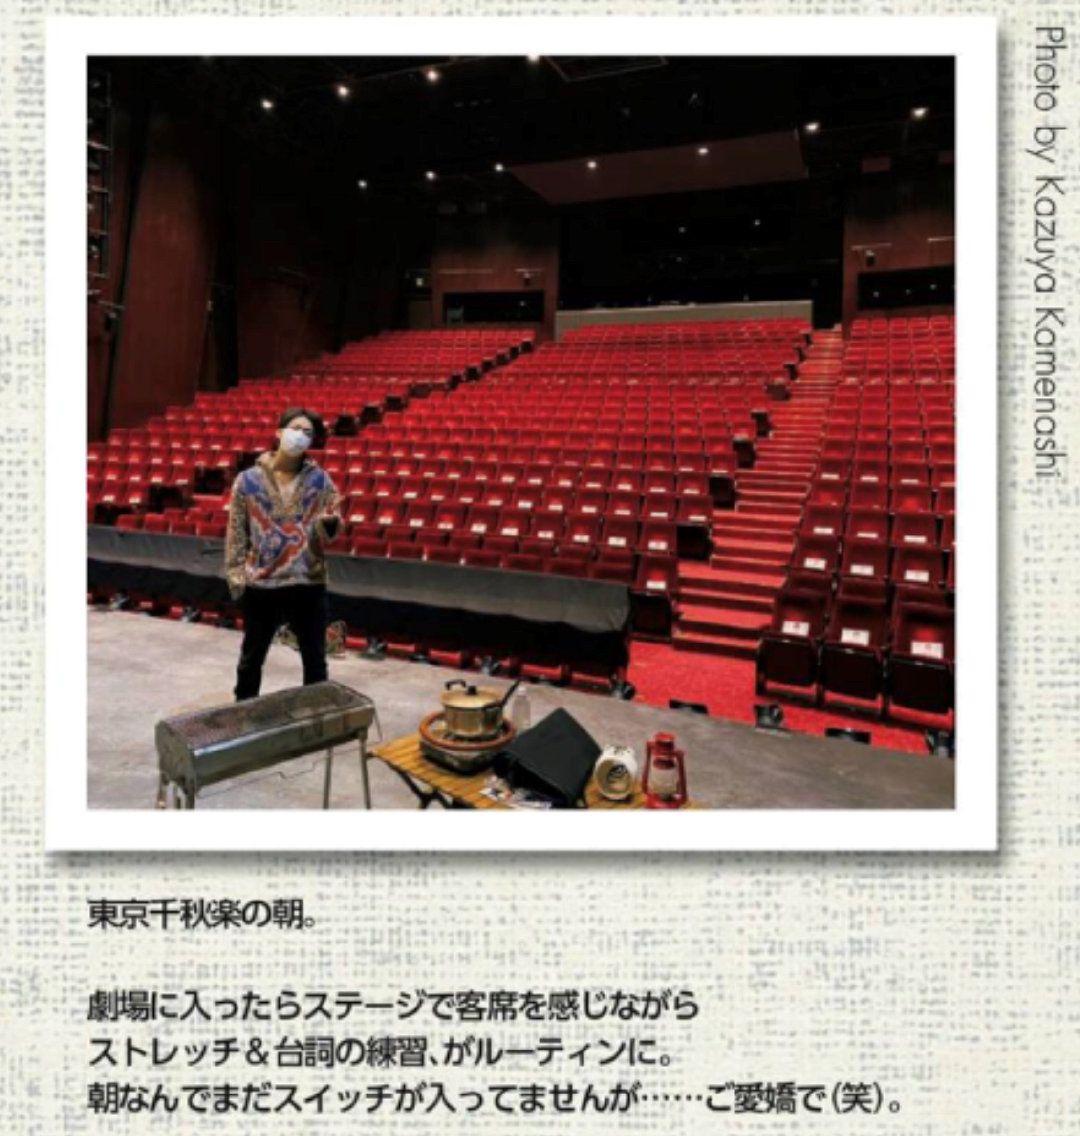 Photo by Kazuya Kamenashi
東京千秋楽の朝。
劇場に入ったらステージで客席を感じながら
ストレッチ&台詞の練習、がルーティンに。
朝なんでまだスイッチが入ってませんが……ご愛嬌で(笑)。